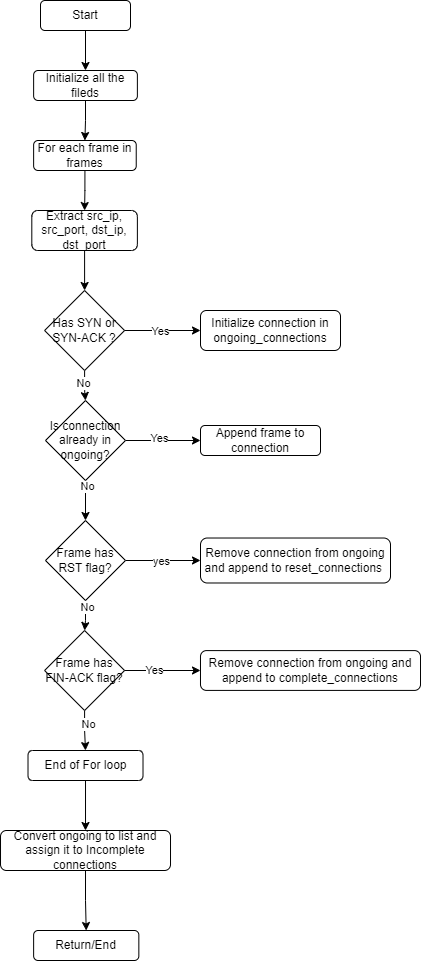 Start
Initialize all the
fileds
For each frame in
frames
Extract src_ip,
src_port, dst_ip,
dst_port
Has SYN or
SYN-ACK ?
Yes
Initialize connection in
ongoing_connections
No
Is connection
already in
ongoing?
Yes
Append frame to
connection
No
Frame has
RST flag?
yes
Remove connection from ongoing
and append to reset_connections
No
Frame has
FIN-ACK flag?
Yes
Remove connection from ongoing and
append to complete_connections
No
End of For loop
Convert ongoing to list and
assign it to Incomplete
connections
Return/End